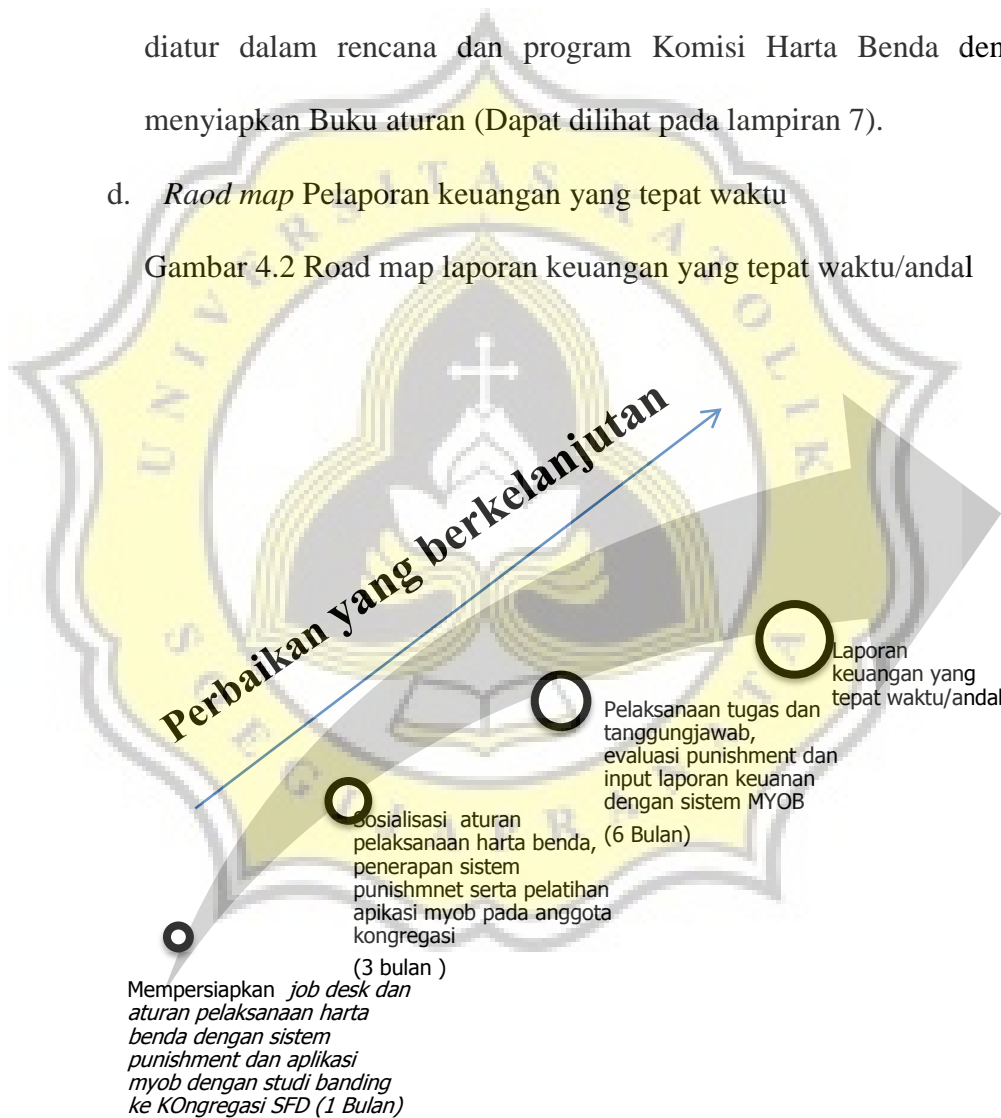 diatur dalam rencana dan program Komisi Harta Benda den
menyiapkan Buku aturan (Dapat dilihat pada lampiran 7).
d. Raod map Pelaporan keuangan yang tepat waktu
Gambar 4.2 Road map laporan keuangan yang tepat waktu/andal
UNIVERSITAS KATOLIK
SOEGIJAPRANATA
Perbaikan yang berkelanjutan
Laporan
keuangan yang
tepat waktu/andal
Pelaksanaan tugas dan
tanggungjawab,
evaluasi punishment dan
input laporan keuanan
dengan sistem MYOB
(6 Bulan)
Sosialisasi aturan
pelaksanaan harta benda,
penerapan sistem
punishmnet serta pelatihan
apikasi myob pada anggota
kongregasi
(3 bulan )
Mempersiapkan job desk dan
aturan pelaksanaan harta
benda dengan sistem
punishment dan aplikasi
myob dengan studi banding
ke KOngregasi SFD (1 Bulan)